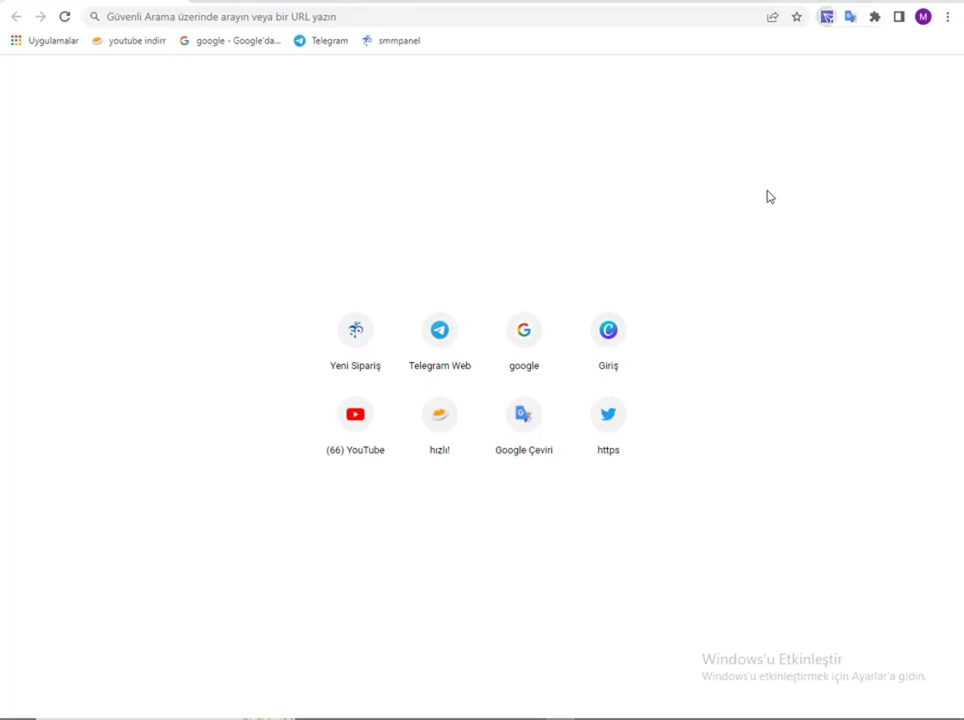 Güvenli Arama üzerinde arayın veya bir URL yazın
M
Uygulamalar youtube indirr google - Google'da... Telegram smmpanel
Yeni Sipariş Telegram Web google Giriş
(66) YouTube hızlı! Google Çeviri https
Windows'u Etkinleştir
Windows'u etkinleştirmek için Ayarlar'a gidin.